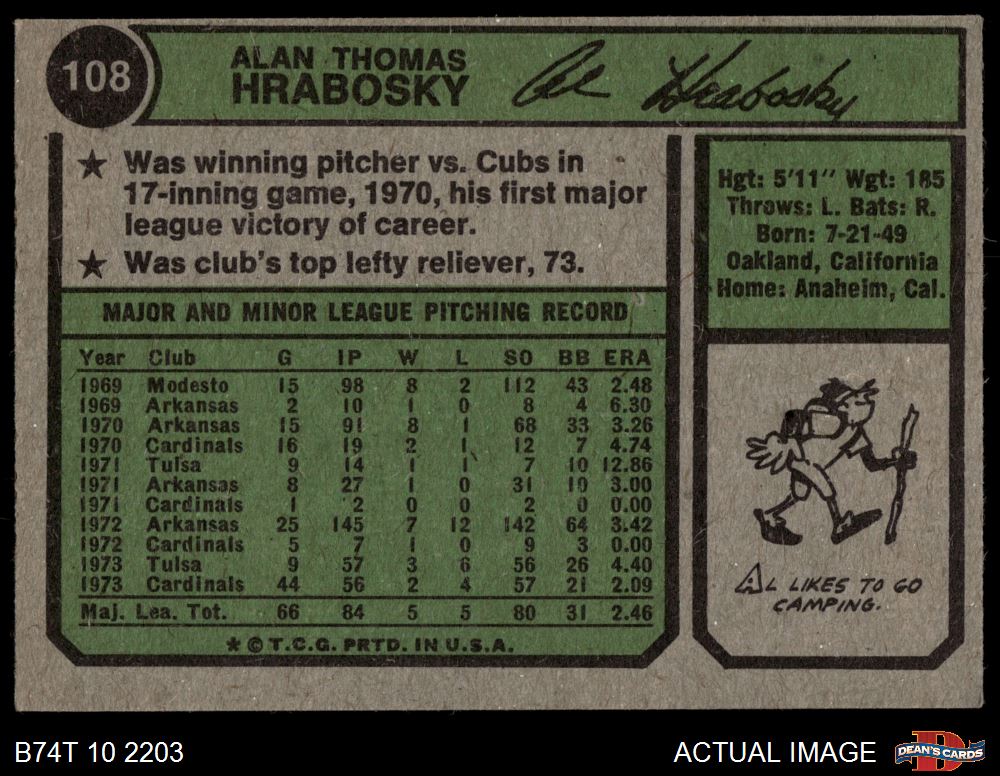 108
ALAN THOMAS
HRABOSKY
Al Hrabosky
★ Was winning pitcher vs. Cubs in
17-inning game, 1970, his first major
league victory of career.
★ Was club's top lefty reliever, 73.
Hgt: 5'11" Wgt: 185
Throws: L. Bats: R.
Born: 7-21-49
Oakland, California
Home: Anaheim, Cal.
MAJOR AND MINOR LEAGUE PITCHING RECORD
Year Club G IP W L SO BB ERA
1969 Modesto 15 98 8 2 112 43 2.48
1969 Arkansas 2 10 1 0 8 4 6.30
1970 Arkansas 15 91 8 1 68 33 3.26
1970 Cardinals 16 19 2 1 12 7 4.74
1971 Tulsa 9 14 1 1 7 10 12.86
1971 Arkansas 8 27 1 0 31 10 3.00
1971 Cardinals 1 2 0 0 2 0 0.00
1972 Arkansas 25 145 7 12 142 64 3.42
1972 Cardinals 5 7 1 0 9 3 0.00
1973 Tulsa 9 57 3 6 56 26 4.40
1973 Cardinals 44 56 2 4 57 21 2.09
Maj. Lea. Tot. 66 84 5 5 80 31 2.46
* © T.C.G. PRTD. IN U.S.A.
AL LIKES TO GO
CAMPING.
B74T 10 2203
ACTUAL IMAGE
DEAN'S CARDS